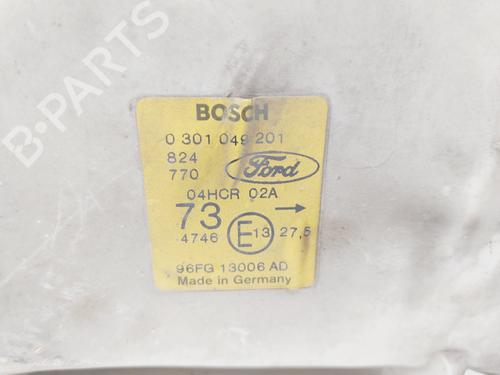 BOSCH
0 301 049 201
824
770
Ford
04HCR 02A
73
4746
E
13
27,5
96FG 13006 AD
Made in Germany
B-PARTS